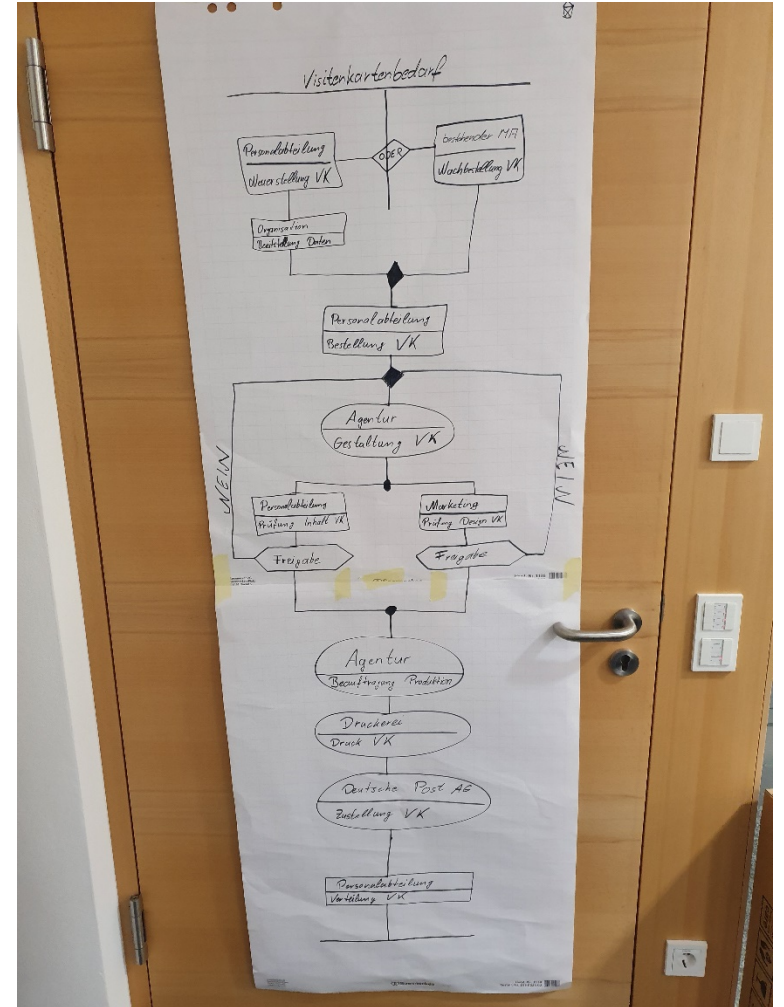 Visitenkartenbedarf
Personalabteilung
Neuerstellung VK
ODER
bestehender MA
Nachbestellung VK
Organisation
Bereitstellung Daten
Personalabteilung
Bestellung VK
Agentur
Gestaltung VK
NEIN
NEIN
Personalabteilung
Prüfung Inhalt VK
Marketing
Prüfung Design VK
Freigabe
Freigabe
Agentur
Beauftragung Produktion
Druckerei
Druck VK
Deutsche Post AG
Zustellung VK
Personalabteilung
Verteilung VK